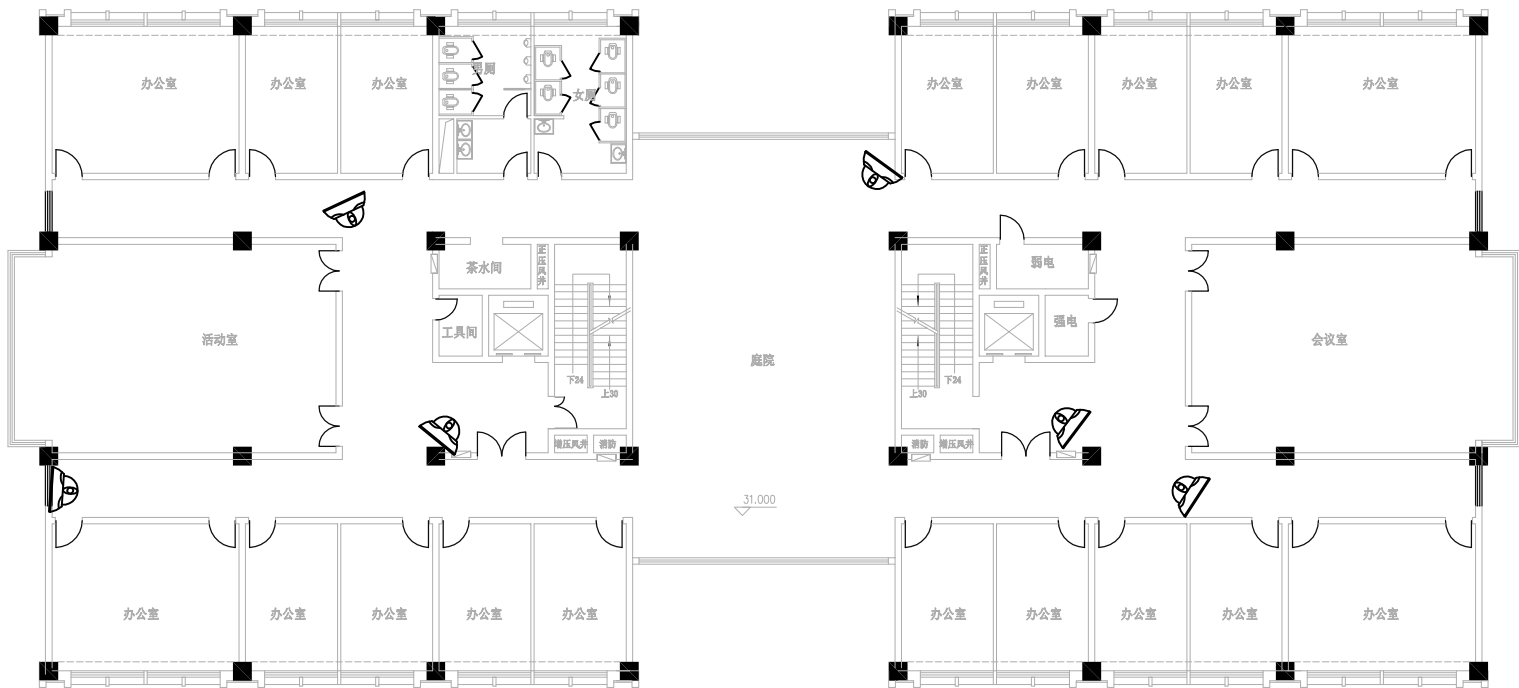 办公室 办公室 办公室 男厕 女厕 办公室 办公室 办公室 办公室 办公室
茶水间 正压风井 正压风井 弱电
工具间 强电
活动室 庭院 会议室
下24 下24
上30 上30
增压风井 消防 消防 增压风井
31.000
办公室 办公室 办公室 办公室 办公室 办公室 办公室 办公室 办公室 办公室